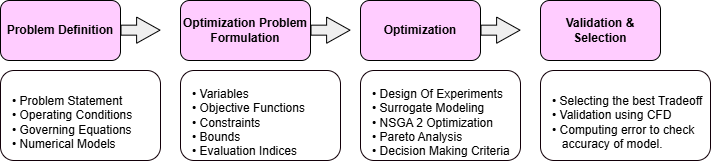 Problem Definition
• Problem Statement
• Operating Conditions
• Governing Equations
• Numerical Models
Optimization Problem
Formulation
• Variables
• Objective Functions
• Constraints
• Bounds
• Evaluation Indices
Optimization
• Design Of Experiments
• Surrogate Modeling
• NSGA 2 Optimization
• Pareto Analysis
• Decision Making Criteria
Validation &
Selection
• Selecting the best Tradeoff
• Validation using CFD
• Computing error to check
accuracy of model.